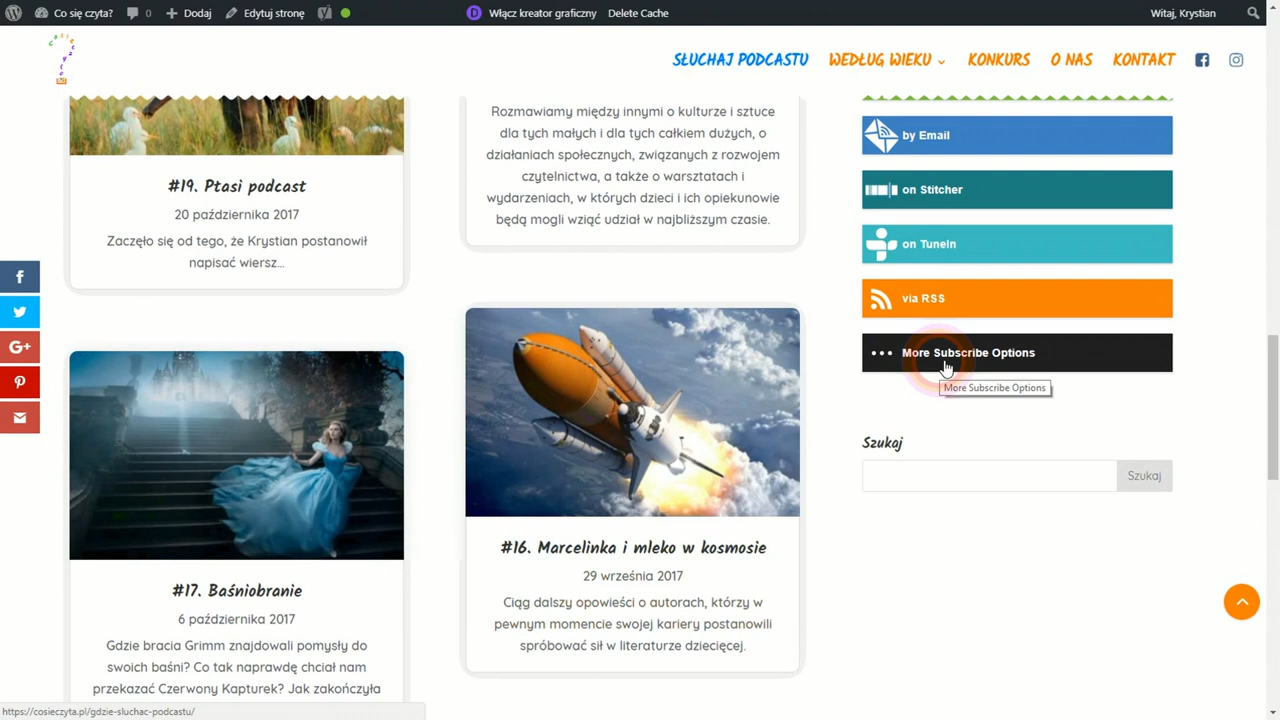 Co się czyta?
0
Dodaj
Edytuj stronę
Włącz kreator graficzny
Delete Cache
Witaj, Krystian
SŁUCHAJ PODCASTU
WEDŁUG WIEKU
KONKURS
O NAS
KONTAKT
#19. Ptasi podcast
20 października 2017
Zaczęło się od tego, że Krystian postanowił
napisać wiersz...
#17. Baśniobranie
6 października 2017
Gdzie bracia Grimm znajdowali pomysły do
swoich baśni? Co tak naprawdę chciał nam
przekazać Czerwony Kapturek? Jak zakończyła
Rozmawiamy między innymi o kulturze i sztuce
dla tych małych i dla tych całkiem dużych, o
działaniach społecznych, związanych z rozwojem
czytelnictwa, a także o warsztatach i
wydarzeniach, w których dzieci i ich opiekunowie
będą mogli wziąć udział w najbliższym czasie.
#16. Marcelinka i mleko w kosmosie
29 września 2017
Ciąg dalszy opowieści o autorach, którzy w
pewnym momencie swojej kariery postanowili
spróbować sił w literaturze dziecięcej.
by Email
on Stitcher
on TuneIn
via RSS
More Subscribe Options
More Subscribe Options
Szukaj
Szukaj
https://cosieczyta.pl/gdzie-sluchac-podcastu/